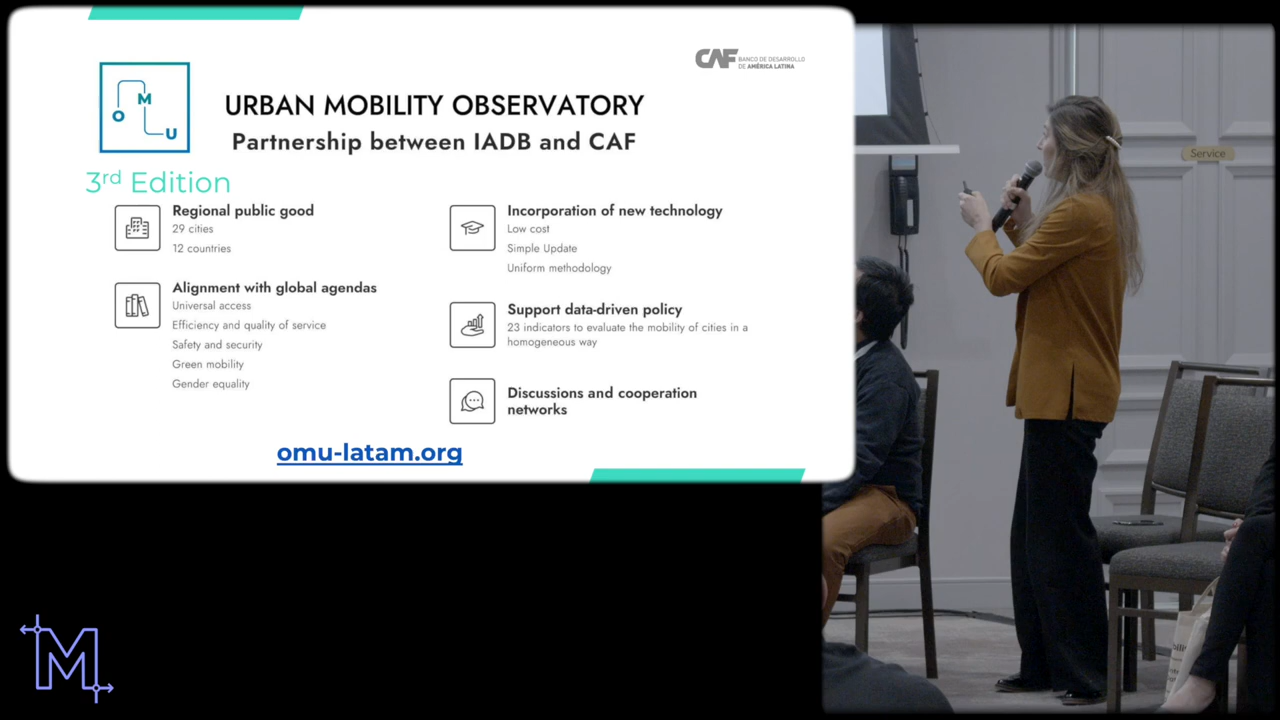 CAF BANCO DE DESARROLLO
DE AMÉRICA LATINA
O M U
URBAN MOBILITY OBSERVATORY
Partnership between IADB and CAF
3rd Edition
Regional public good
29 cities
12 countries
Alignment with global agendas
Universal access
Efficiency and quality of service
Safety and security
Green mobility
Gender equality
Incorporation of new technology
Low cost
Simple Update
Uniform methodology
Support data-driven policy
23 indicators to evaluate the mobility of cities in a
homogeneous way
Discussions and cooperation
networks
omu-latam.org
Service
M